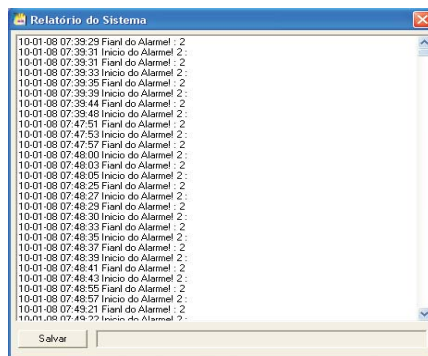 Relatório do Sistema
10-01-08 07:39:29 Fianl do Alarme! : 2
10-01-08 07:39:31 Inicio do Alarme! 2 :
10-01-08 07:39:31 Fianl do Alarme! : 2
10-01-08 07:39:33 Inicio do Alarme! 2 :
10-01-08 07:39:35 Fianl do Alarme! : 2
10-01-08 07:39:39 Inicio do Alarme! 2 :
10-01-08 07:39:44 Fianl do Alarme! : 2
10-01-08 07:39:48 Inicio do Alarme! 2 :
10-01-08 07:47:51 Fianl do Alarme! : 2
10-01-08 07:47:53 Inicio do Alarme! 2 :
10-01-08 07:47:57 Fianl do Alarme! : 2
10-01-08 07:48:00 Inicio do Alarme! 2 :
10-01-08 07:48:03 Fianl do Alarme! : 2
10-01-08 07:48:05 Inicio do Alarme! 2 :
10-01-08 07:48:25 Fianl do Alarme! : 2
10-01-08 07:48:27 Inicio do Alarme! 2 :
10-01-08 07:48:29 Fianl do Alarme! : 2
10-01-08 07:48:30 Inicio do Alarme! 2 :
10-01-08 07:48:33 Fianl do Alarme! : 2
10-01-08 07:48:35 Inicio do Alarme! 2 :
10-01-08 07:48:37 Fianl do Alarme! : 2
10-01-08 07:48:39 Inicio do Alarme! 2 :
10-01-08 07:48:41 Fianl do Alarme! : 2
10-01-08 07:48:43 Inicio do Alarme! 2 :
10-01-08 07:48:55 Fianl do Alarme! : 2
10-01-08 07:48:57 Inicio do Alarme! 2 :
10-01-08 07:49:21 Fianl do Alarme! : 2
10-01-08 07:49:22 Inicio do Alarme! 2 :
Salvar